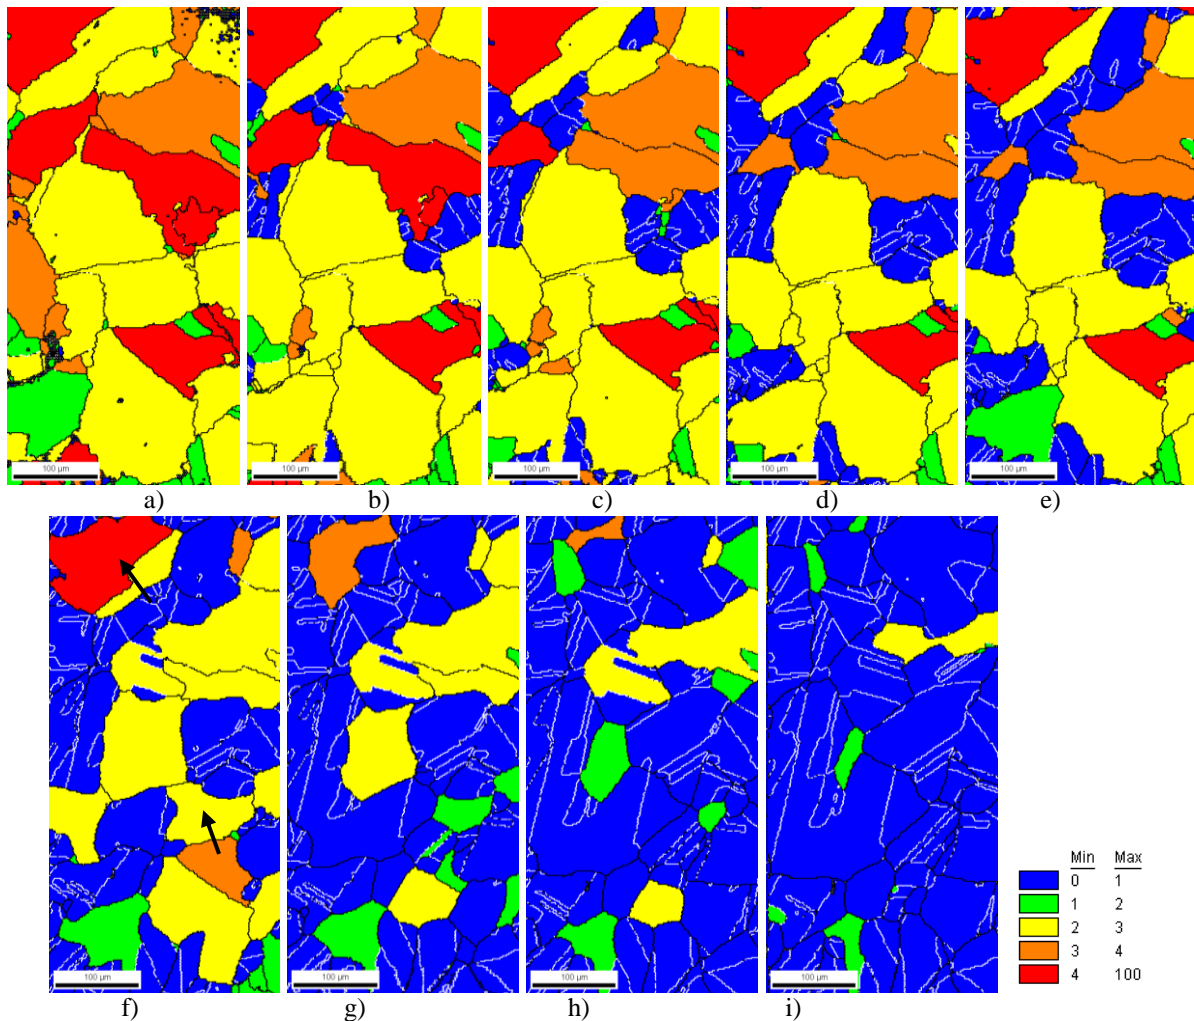 100 µm 100 µm 100 µm 100 µm 100 µm
a) b) c) d) e)
Min Max
0 1
1 2
2 3
3 4
4 100
100 µm 100 µm 100 µm 100 µm
f) g) h) i)